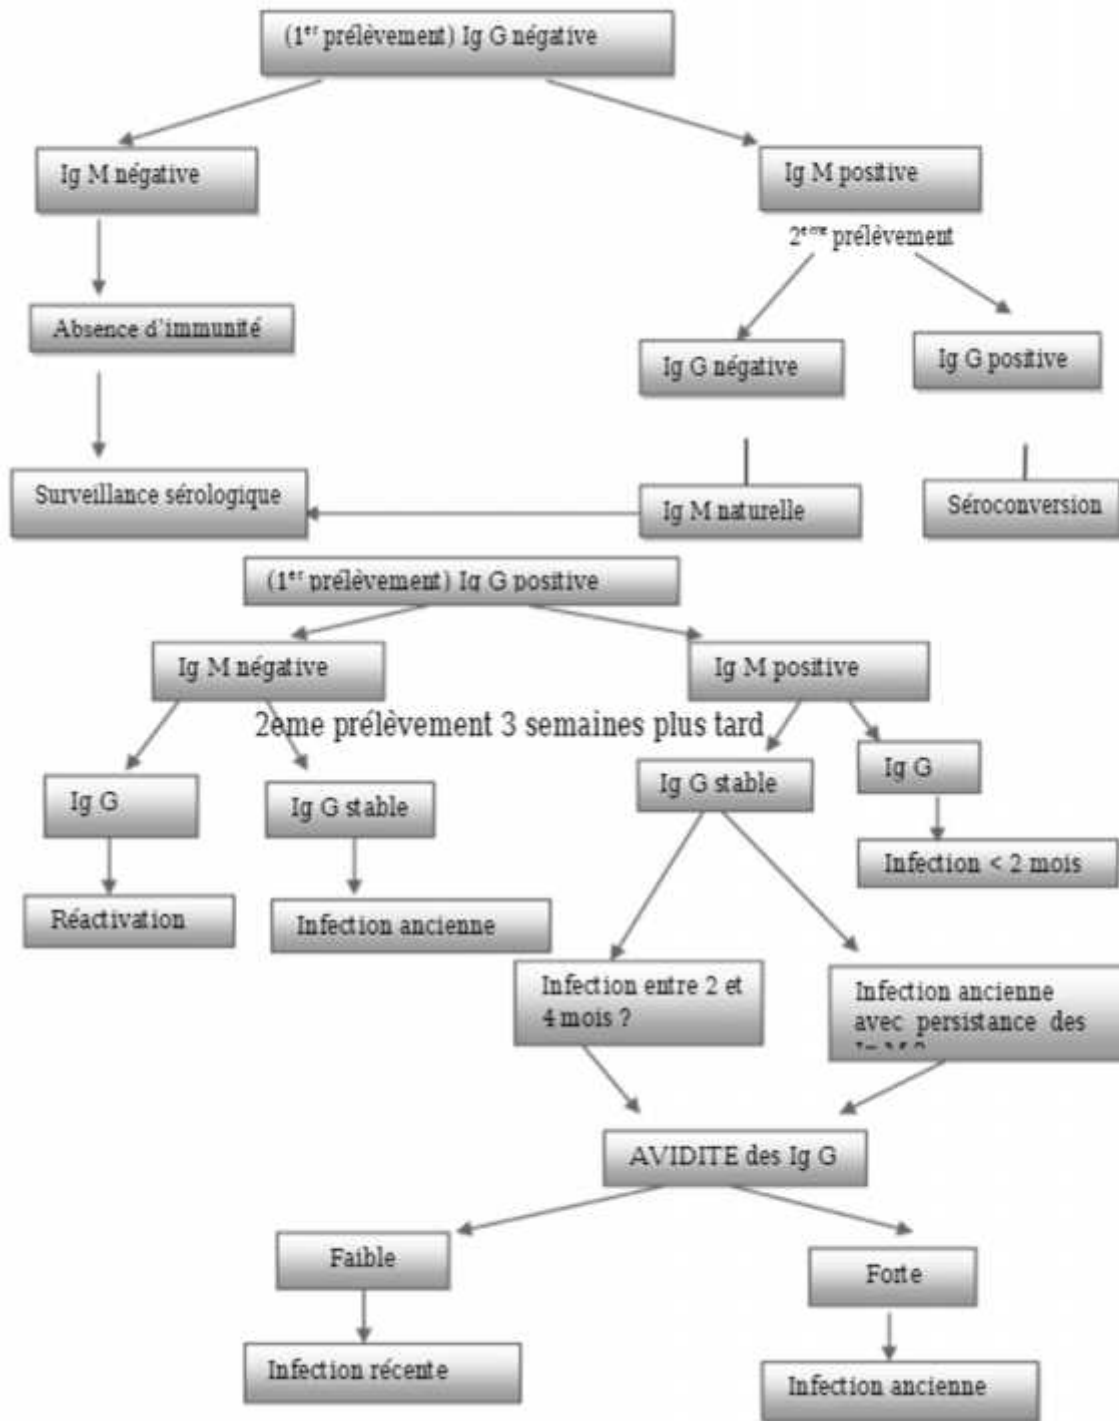 (1er prélèvement) Ig G négative
Ig M négative
Ig M positive
2eme prélèvement
Absence d'immunité
Ig G négative
Ig G positive
Surveillance sérologique
Ig M naturelle
Séroconversion
(1er prélèvement) Ig G positive
Ig M négative
Ig M positive
2eme prélèvement 3 semaines plus tard
Ig G
Ig G stable
Ig G stable
Ig G
Infection < 2 mois
Réactivation
Infection ancienne
Infection entre 2 et
4 mois ?
Infection ancienne
avec persistance des
AVIDITE des Ig G
Faible
Forte
Infection récente
Infection ancienne